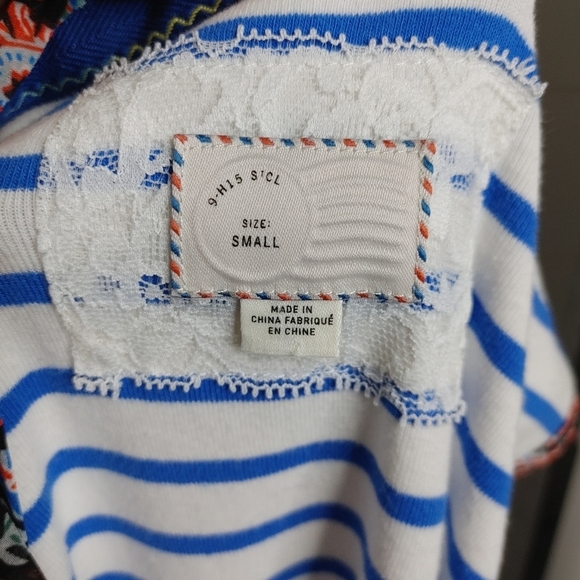 9-H15 S'CL
SIZE:
SMALL
MADE IN
CHINA FABRIQUÉ
EN CHINE